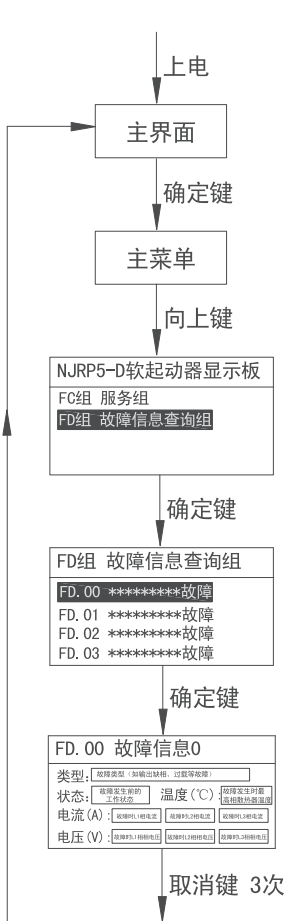 上电
主界面
确定键
主菜单
向上键
NJRP5-D软起动器显示板
FC组 服务组
FD组 故障信息查询组
确定键
FD组 故障信息查询组
FD.00 *********故障
FD.01 *********故障
FD.02 *********故障
FD.03 *********故障
确定键
FD.00 故障信息0
类型: 故障类型（如输出缺相、过载等故障）
状态: 故障发生前的工作状态 温度(℃): 故障发生时最高相散热器温度
电流(A): 故障时L1相电流 故障时L2相电流 故障时L3相电流
电压(V): 故障时L1相相电压 故障时L2相相电压 故障时L3相相电压
取消键 3次